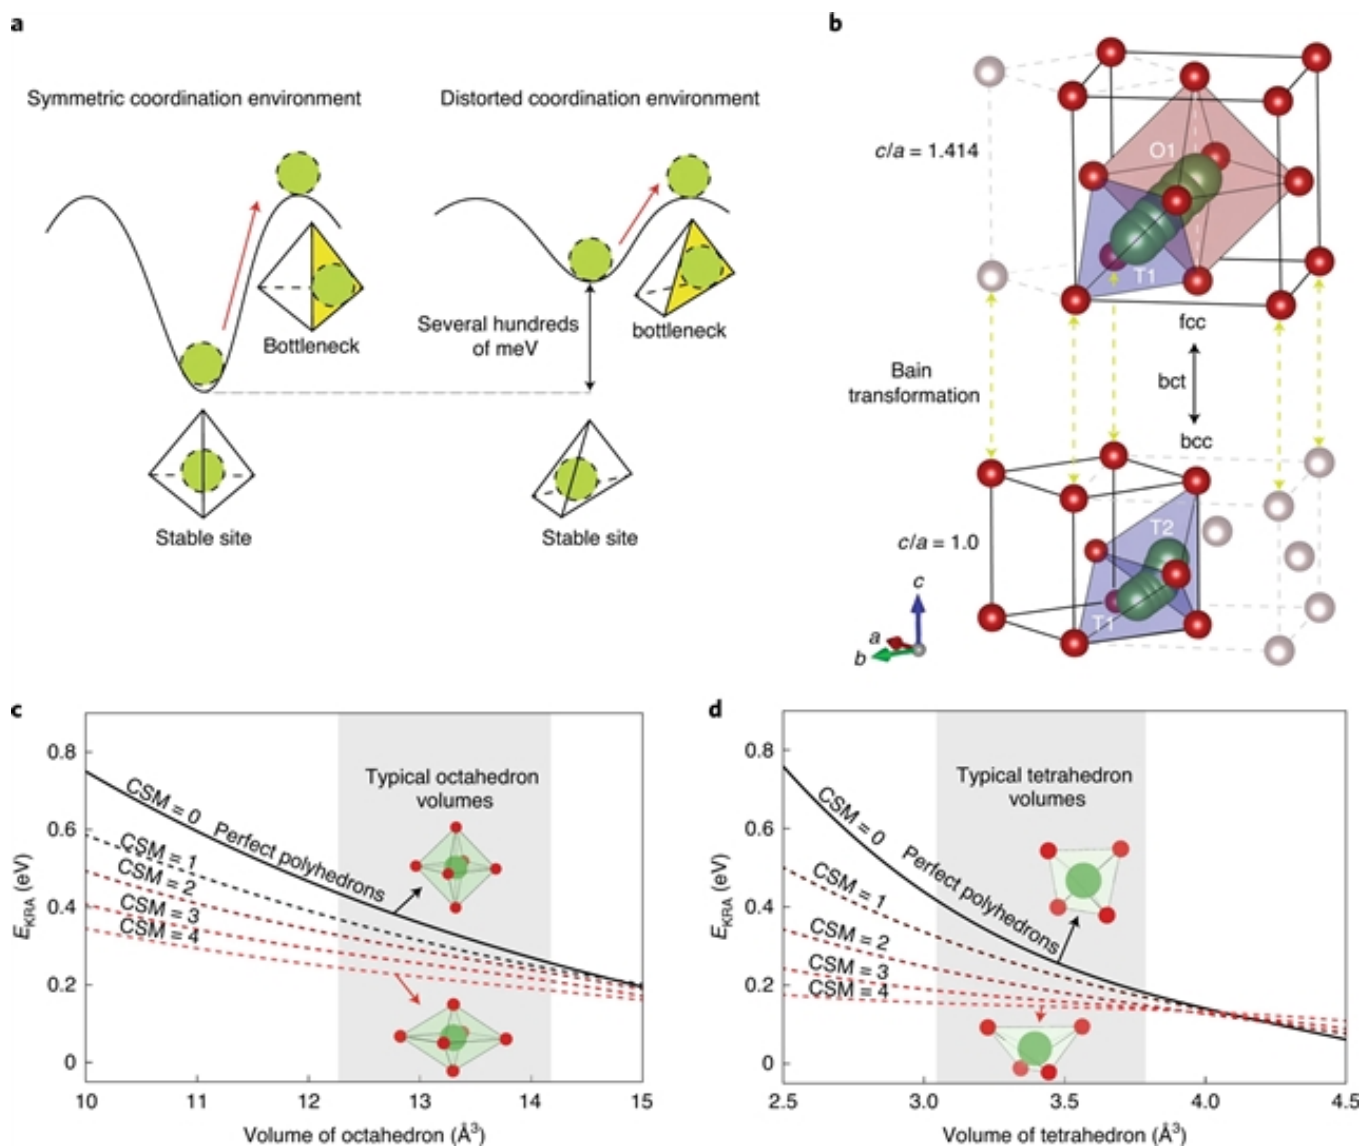 a
Symmetric coordination environment
Distorted coordination environment
Bottleneck
Several hundreds
of meV
bottleneck
Stable site
Stable site
b
c/a = 1.414
O1
T1
fcc
Bain
transformation
bct
bcc
c/a = 1.0
T2
T1
c
a
b
c
0.8
0.6
0.4
0.2
0
E_KRA (eV)
CSM = 0
Perfect polyhedrons
CSM = 1
CSM = 2
CSM = 3
CSM = 4
Typical octahedron
volumes
10
11
12
13
14
15
Volume of octahedron (Å³)
d
0.8
0.6
0.4
0.2
0
E_KRA (eV)
CSM = 0
Perfect polyhedrons
CSM = 1
CSM = 2
CSM = 3
CSM = 4
Typical tetrahedron
volumes
2.5
3.0
3.5
4.0
4.5
Volume of tetrahedron (Å³)